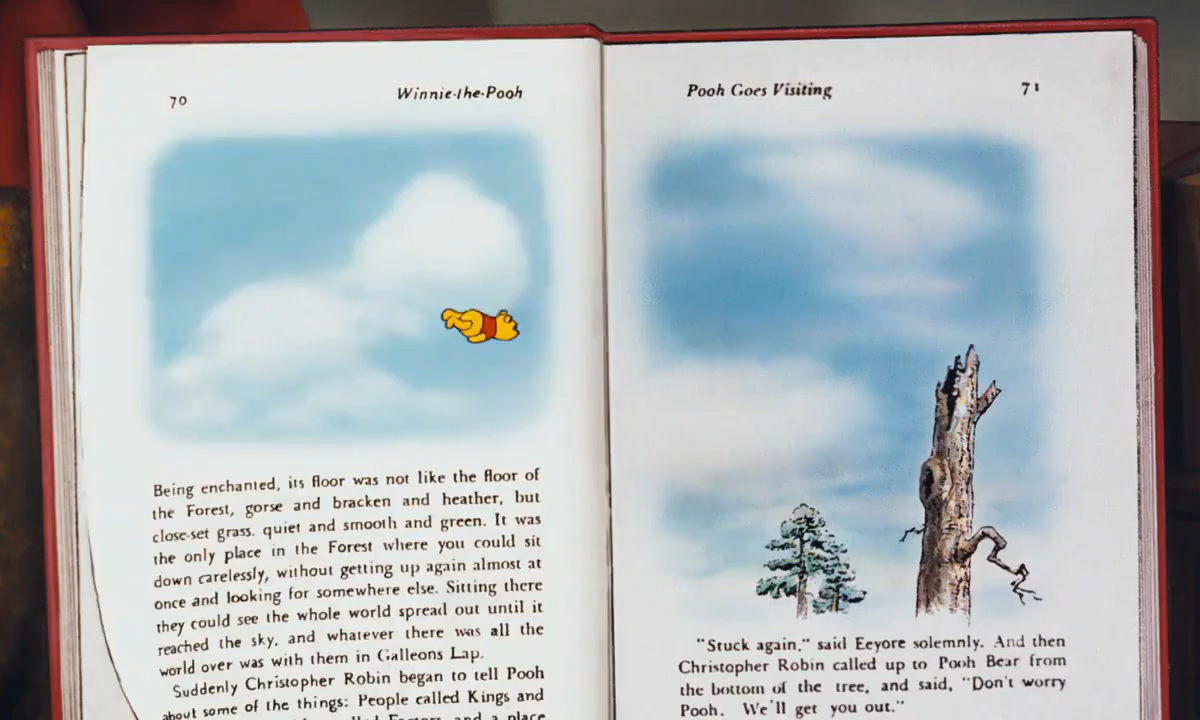 70
Winnie-the-Pooh
Being enchanted, its floor was not like the floor of
the Forest, gorse and bracken and heather, but
close-set grass, quiet and smooth and green. It was
the only place in the Forest where you could sit
down carelessly, without getting up again almost at
once and looking for somewhere else. Sitting there
they could see the whole world spread out until it
reached the sky, and whatever there was all the
world over was with them in Galleons Lap.
Suddenly Christopher Robin began to tell Pooh
about some of the things: People called Kings and
and a place
Pooh Goes Visiting
71
"Stuck again," said Eeyore solemnly. And then
Christopher Robin called up to Pooh Bear from
the bottom of the tree, and said, "Don't worry
Pooh. We'll get you out."